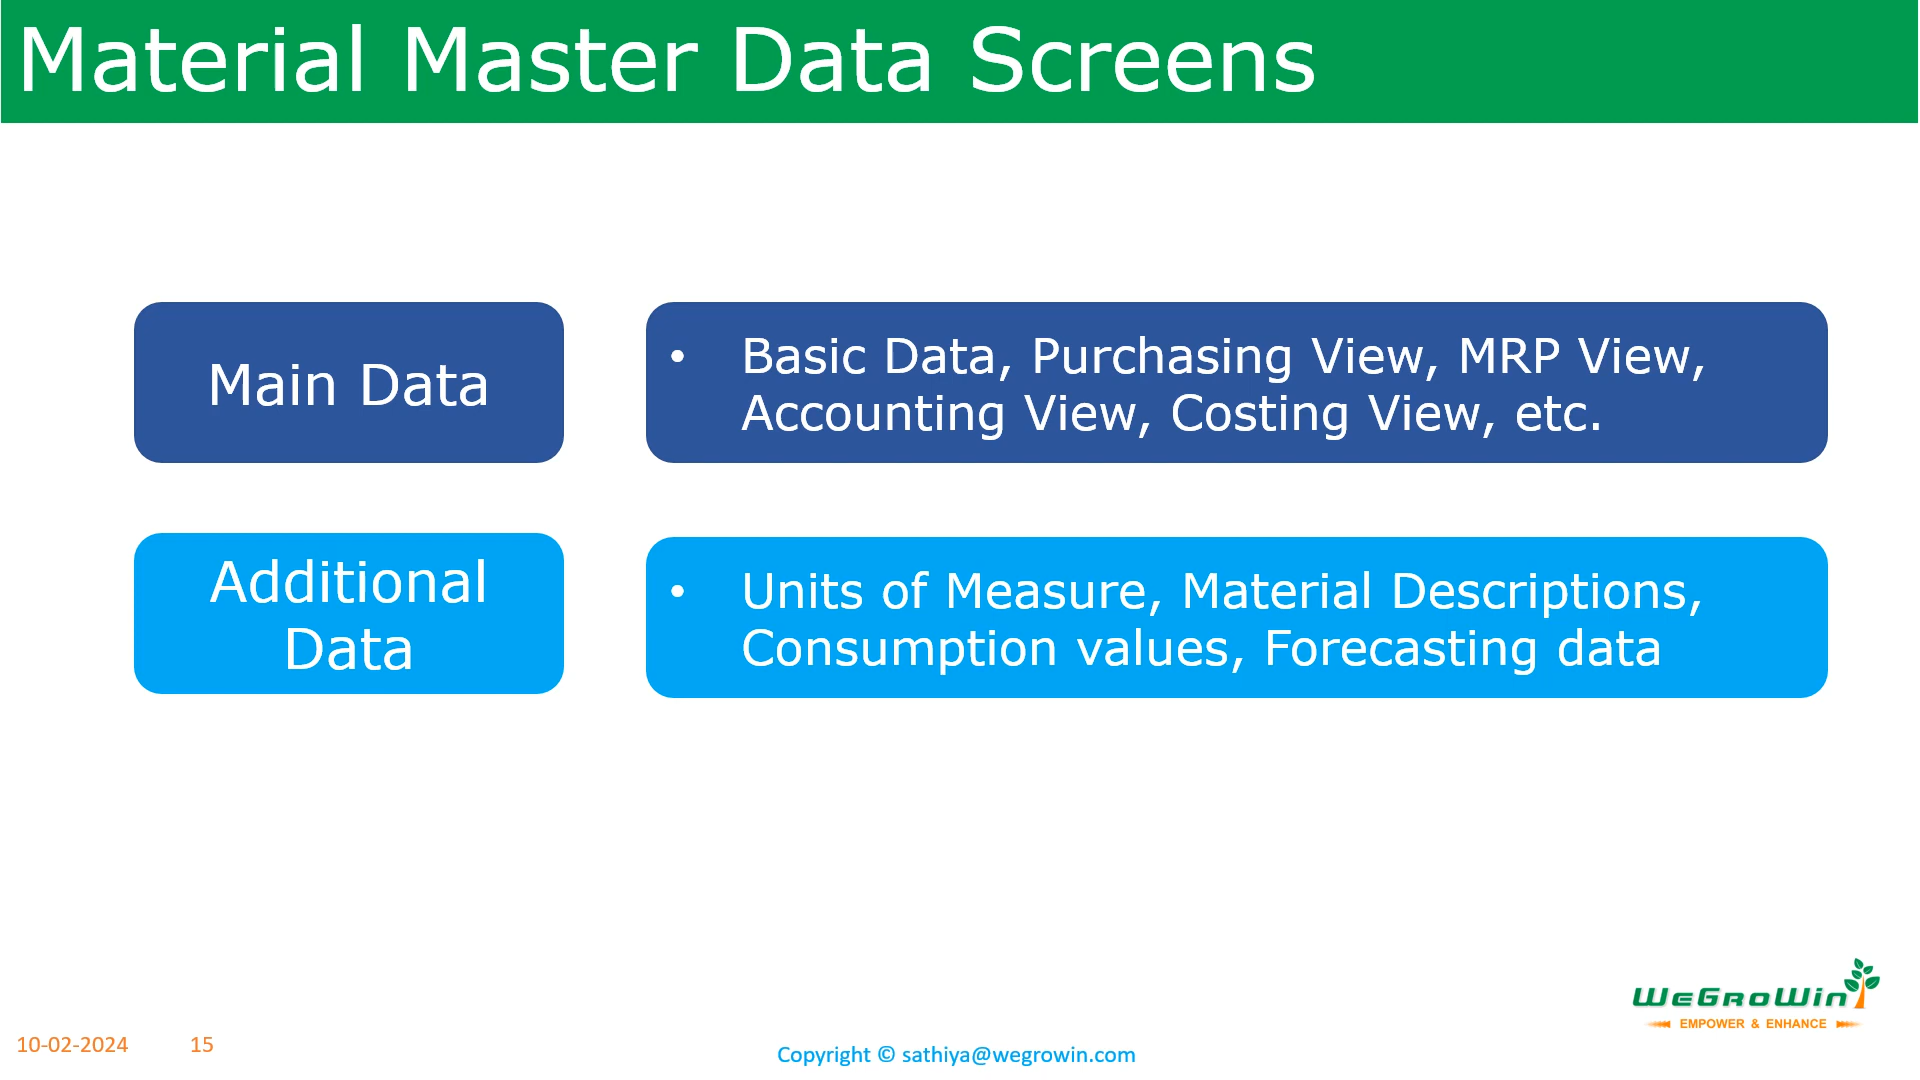 Material Master Data Screens
Main Data
• Basic Data, Purchasing View, MRP View,
Accounting View, Costing View, etc.
Additional
Data
• Units of Measure, Material Descriptions,
Consumption values, Forecasting data
WeGroWin
EMPOWER & ENHANCE
10-02-2024 15
Copyright © sathiya@wegrowin.com